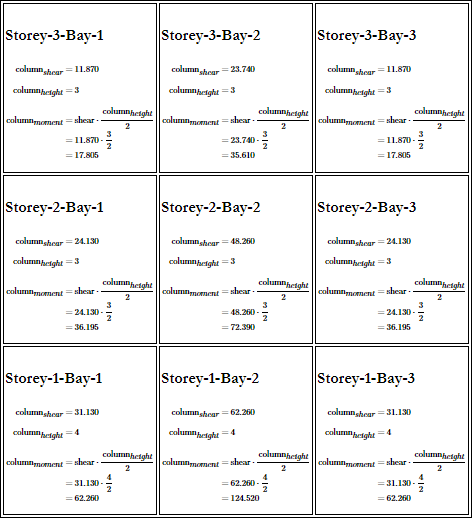 Storey-3-Bay-1
column_shear = 11.870
column_height = 3
column_moment = shear · column_height/2
= 11.870 · 3/2
= 17.805
Storey-3-Bay-2
column_shear = 23.740
column_height = 3
column_moment = shear · column_height/2
= 23.740 · 3/2
= 35.610
Storey-3-Bay-3
column_shear = 11.870
column_height = 3
column_moment = shear · column_height/2
= 11.870 · 3/2
= 17.805
Storey-2-Bay-1
column_shear = 24.130
column_height = 3
column_moment = shear · column_height/2
= 24.130 · 3/2
= 36.195
Storey-2-Bay-2
column_shear = 48.260
column_height = 3
column_moment = shear · column_height/2
= 48.260 · 3/2
= 72.390
Storey-2-Bay-3
column_shear = 24.130
column_height = 3
column_moment = shear · column_height/2
= 24.130 · 3/2
= 36.195
Storey-1-Bay-1
column_shear = 31.130
column_height = 4
column_moment = shear · column_height/2
= 31.130 · 4/2
= 62.260
Storey-1-Bay-2
column_shear = 62.260
column_height = 4
column_moment = shear · column_height/2
= 62.260 · 4/2
= 124.520
Storey-1-Bay-3
column_shear = 31.130
column_height = 4
column_moment = shear · column_height/2
= 31.130 · 4/2
= 62.260